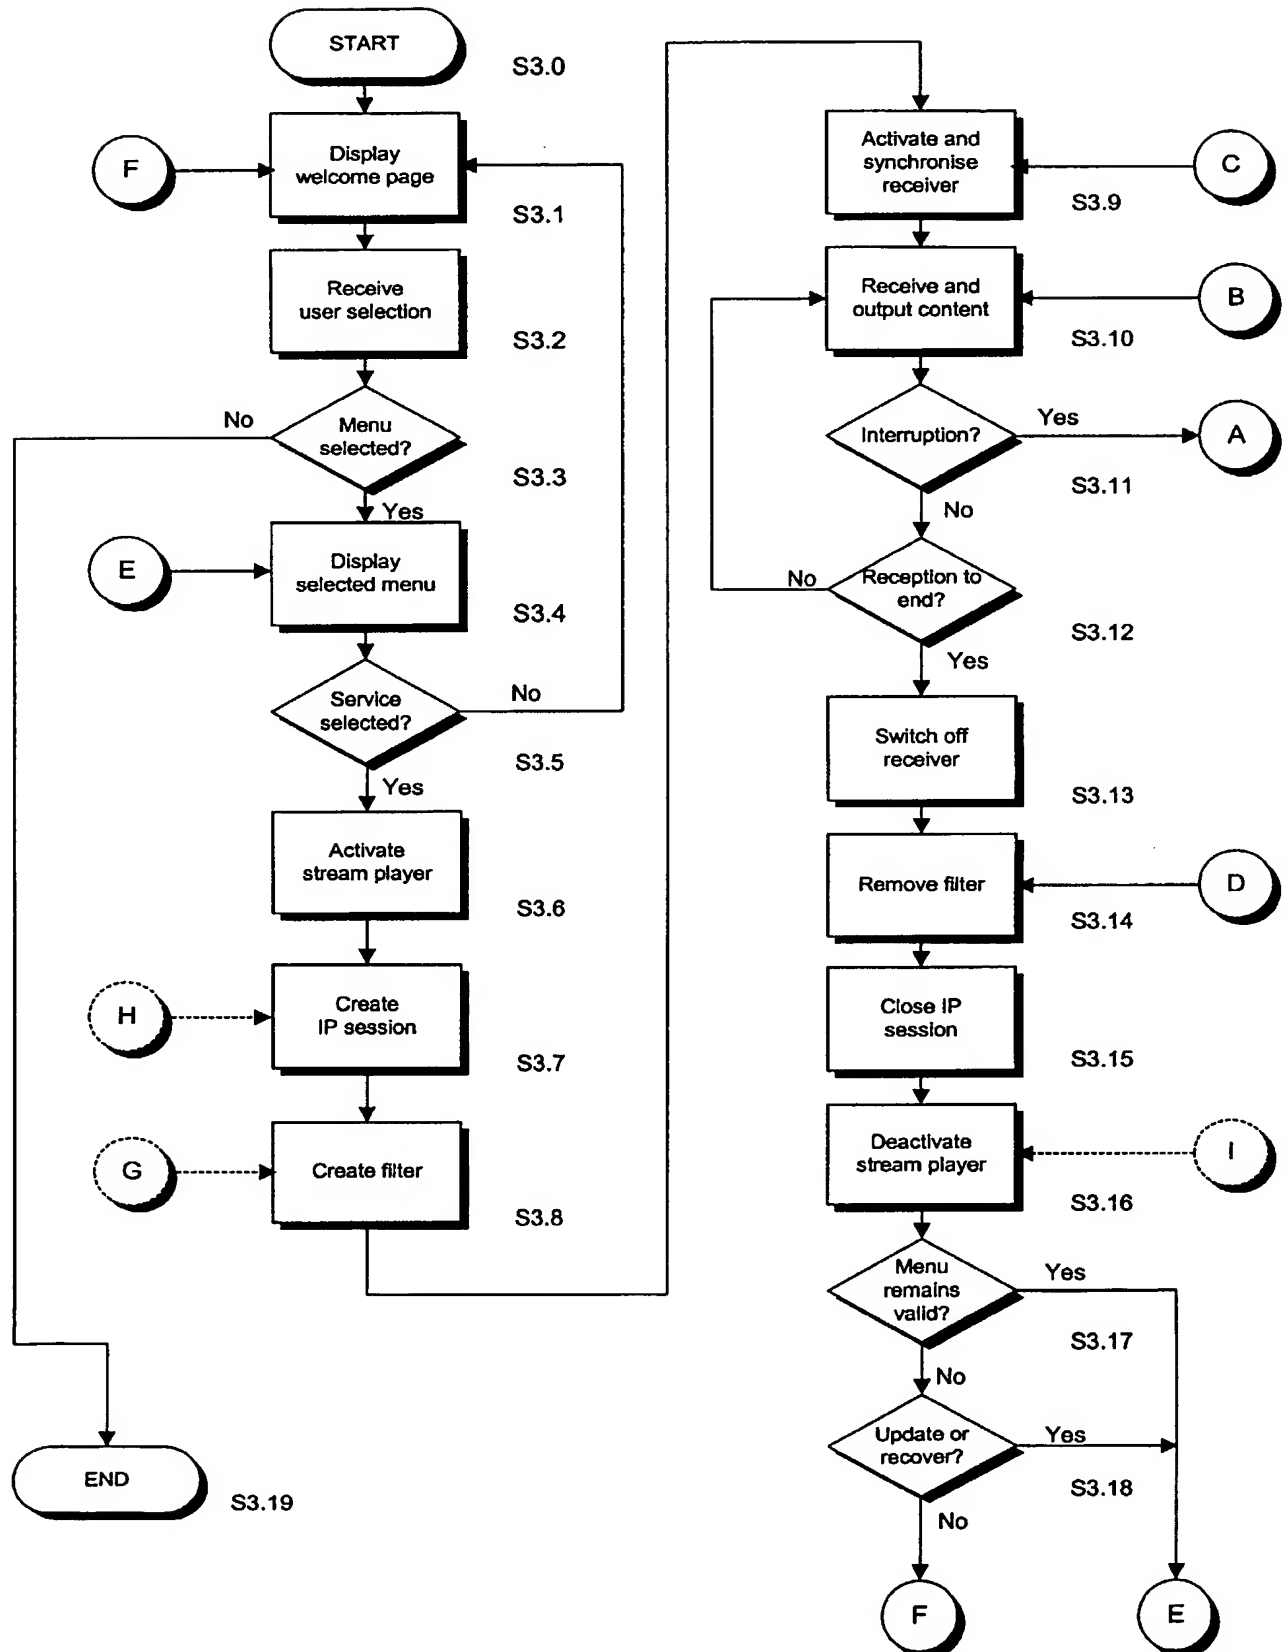 START
S3.0
F
Display
welcome page
S3.1
Receive
user selection
S3.2
No
Menu
selected?
S3.3
Yes
E
Display
selected menu
S3.4
Service
selected?
No
S3.5
Yes
Activate
stream player
S3.6
H
Create
IP session
S3.7
G
Create filter
S3.8
END
S3.19
Activate and
synchronise
receiver
C
S3.9
Receive and
output content
B
S3.10
Interruption?
Yes
A
S3.11
No
No
Reception to
end?
S3.12
Yes
Switch off
receiver
S3.13
Remove filter
D
S3.14
Close IP
session
S3.15
Deactivate
stream player
I
S3.16
Menu
remains
valid?
Yes
S3.17
No
Update or
recover?
Yes
S3.18
No
F
E